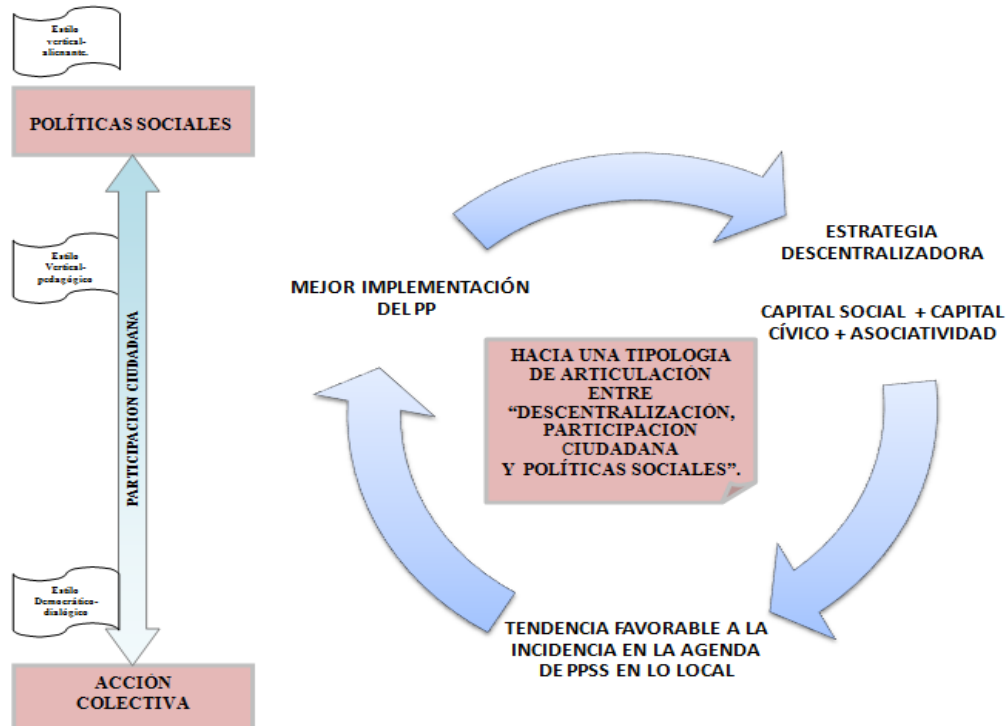 Estilo
vertical-
alienante.
POLÍTICAS SOCIALES
Estilo
Vertical-
pedagógico
PARTICIPACION CIUDADANA
Estilo
Democrático-
dialógico
ACCIÓN
COLECTIVA
MEJOR IMPLEMENTACIÓN
DEL PP
ESTRATEGIA
DESCENTRALIZADORA
CAPITAL SOCIAL + CAPITAL
CÍVICO + ASOCIATIVIDAD
HACIA UNA TIPOLOGIA
DE ARTICULACIÓN
ENTRE
“DESCENTRALIZACIÓN,
PARTICIPACION
CIUDADANA
Y POLÍTICAS SOCIALES”.
TENDENCIA FAVORABLE A LA
INCIDENCIA EN LA AGENDA
DE PPSS EN LO LOCAL